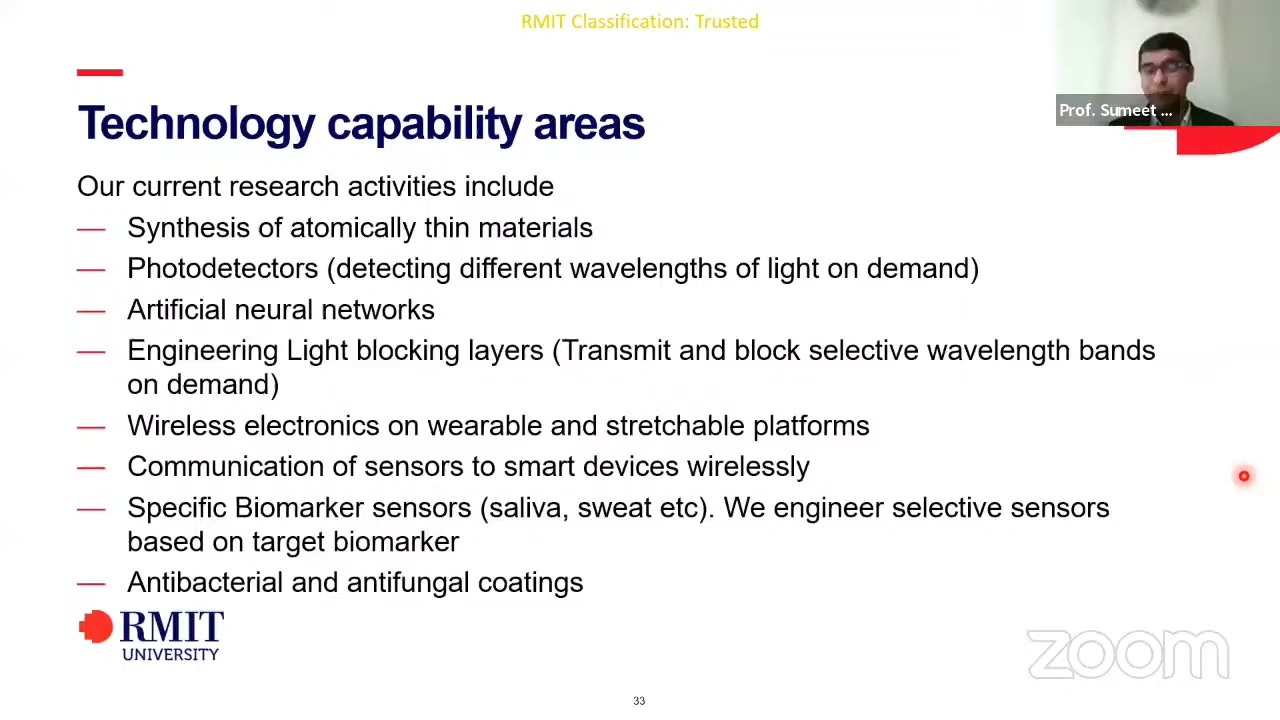 RMIT Classification: Trusted
Prof. Sumeet ...
Technology capability areas
Our current research activities include
— Synthesis of atomically thin materials
— Photodetectors (detecting different wavelengths of light on demand)
— Artificial neural networks
— Engineering Light blocking layers (Transmit and block selective wavelength bands
on demand)
— Wireless electronics on wearable and stretchable platforms
— Communication of sensors to smart devices wirelessly
— Specific Biomarker sensors (saliva, sweat etc). We engineer selective sensors
based on target biomarker
— Antibacterial and antifungal coatings
RMIT
UNIVERSITY
zoom
33